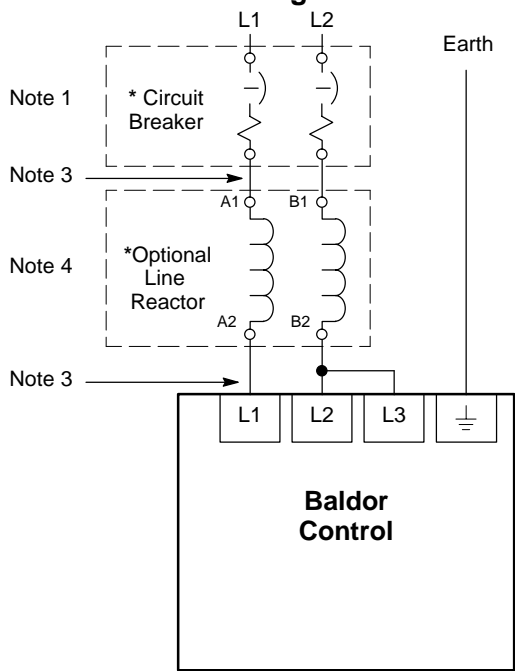 L1 L2
Earth
Note 1
* Circuit
Breaker
Note 3
A1 B1
Note 4
*Optional
Line
Reactor
A2 B2
Note 3
L1 L2 L3
Baldor
Control